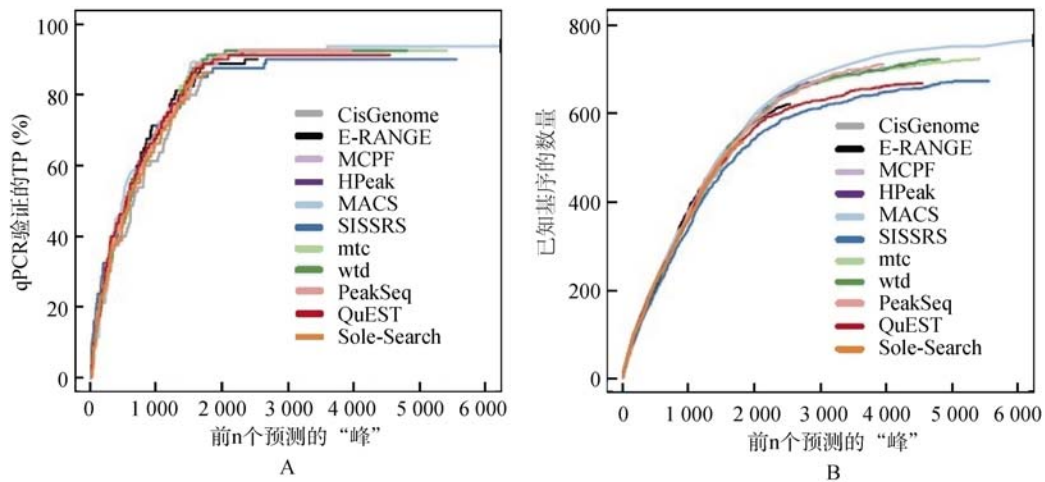 100
80
60
40
20
0
qPCR验证的TP (%)
CisGenome
E-RANGE
MCPF
HPeak
MACS
SISSRS
mtc
wtd
PeakSeq
QuEST
Sole-Search
0 1 000 2 000 3 000 4 000 5 000 6 000
前n个预测的“峰”
A
800
600
400
200
0
已知基序的数量
CisGenome
E-RANGE
MCPF
HPeak
MACS
SISSRS
mtc
wtd
PeakSeq
QuEST
Sole-Search
0 1 000 2 000 3 000 4 000 5 000 6 000
前n个预测的“峰”
B